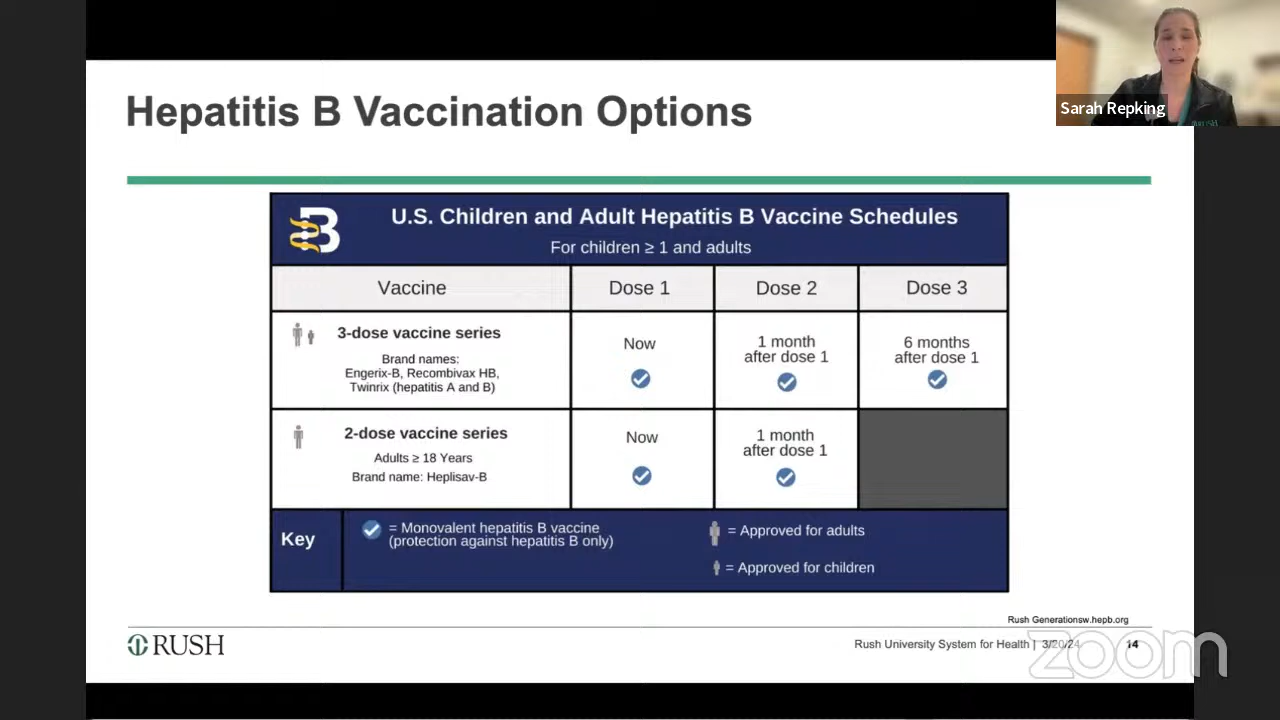 Hepatitis B Vaccination Options
Sarah Repking
B
U.S. Children and Adult Hepatitis B Vaccine Schedules
For children ≥ 1 and adults
Vaccine
Dose 1
Dose 2
Dose 3
3-dose vaccine series
Brand names:
Engerix-B, Recombivax HB,
Twinrix (hepatitis A and B)
Now
1 month
after dose 1
6 months
after dose 1
2-dose vaccine series
Adults ≥ 18 Years
Brand name: Heplisav-B
Now
1 month
after dose 1
Key
= Monovalent hepatitis B vaccine
(protection against hepatitis B only)
= Approved for adults
= Approved for children
Rush Generationsw.hepb.org
RUSH
Rush University System for Health | 3/20/24
14
zoom
RUSH